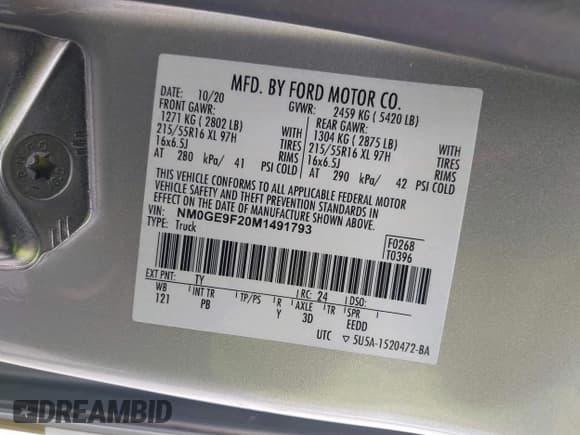 MFD. BY FORD MOTOR CO.
DATE: 10/20 GVWR: 2459 KG ( 5420 LB)
FRONT GAWR: REAR GAWR:
1271 KG ( 2802 LB) WITH 1304 KG ( 2875 LB) WITH
215/55R16 XL 97H TIRES 215/55R16 XL 97H TIRES
16x6.5J RIMS 16x6.5J RIMS
AT 280 kPa/ 41 PSI COLD AT 290 kPa/ 42 PSI COLD
THIS VEHICLE CONFORMS TO ALL APPLICABLE FEDERAL MOTOR
VEHICLE SAFETY AND THEFT PREVENTION STANDARDS IN
EFFECT ON THE DATE OF MANUFACTURE SHOWN ABOVE.
VIN: NM0GE9F20M1491793
TYPE: Truck
F0268
T0396
EXT PNT: TY RC: 24 DSO:
WB INT TR TP/PS R AXLE TR SPR
121 PB Y 3D EEDD
UTC ▽ 5U5A-1520472-BA
DREAMBID